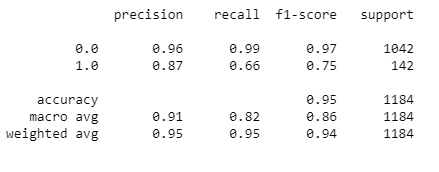 precision recall f1-score support
0.0 0.96 0.99 0.97 1042
1.0 0.87 0.66 0.75 142
accuracy 0.95 1184
macro avg 0.91 0.82 0.86 1184
weighted avg 0.95 0.95 0.94 1184